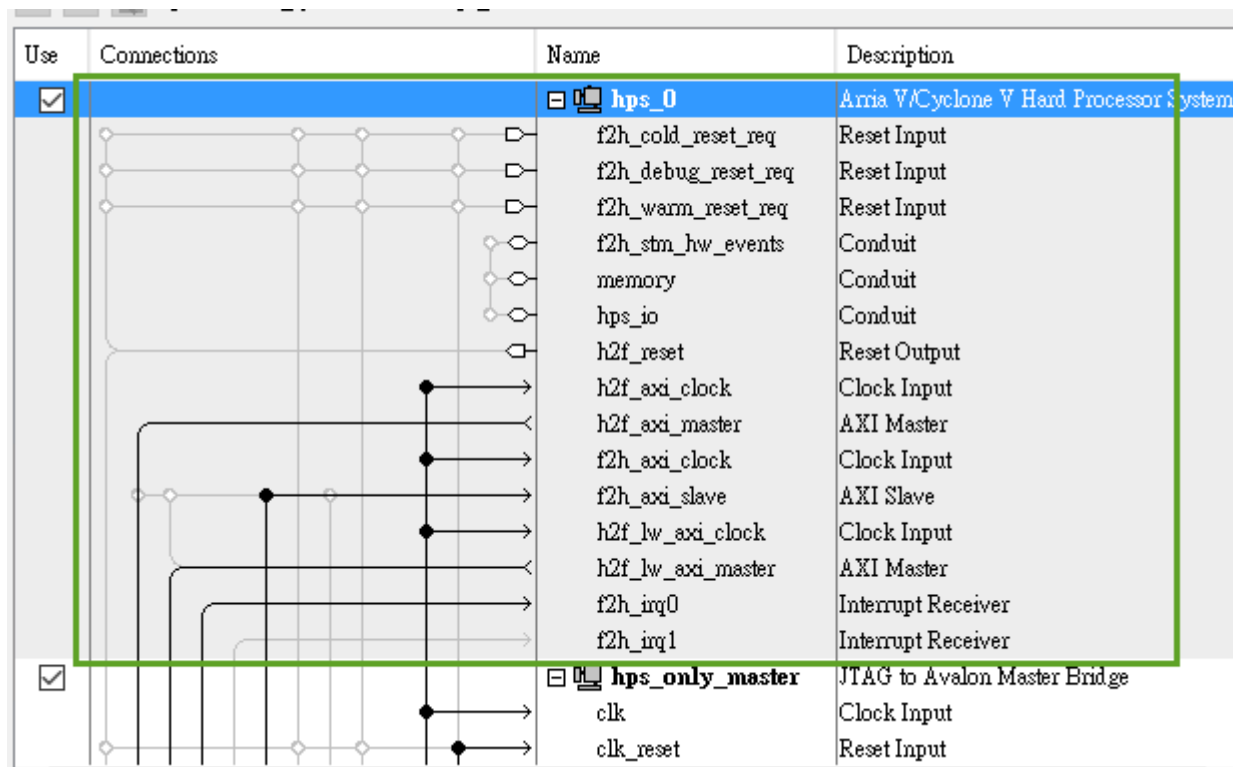 Use Connections Name Description
hps_0 Arria V/Cyclone V Hard Processor System
f2h_cold_reset_req Reset Input
f2h_debug_reset_req Reset Input
f2h_warm_reset_req Reset Input
f2h_stm_hw_events Conduit
memory Conduit
hps_io Conduit
h2f_reset Reset Output
h2f_axi_clock Clock Input
h2f_axi_master AXI Master
f2h_axi_clock Clock Input
f2h_axi_slave AXI Slave
h2f_lw_axi_clock Clock Input
h2f_lw_axi_master AXI Master
f2h_irq0 Interrupt Receiver
f2h_irq1 Interrupt Receiver
hps_only_master JTAG to Avalon Master Bridge
clk Clock Input
clk_reset Reset Input